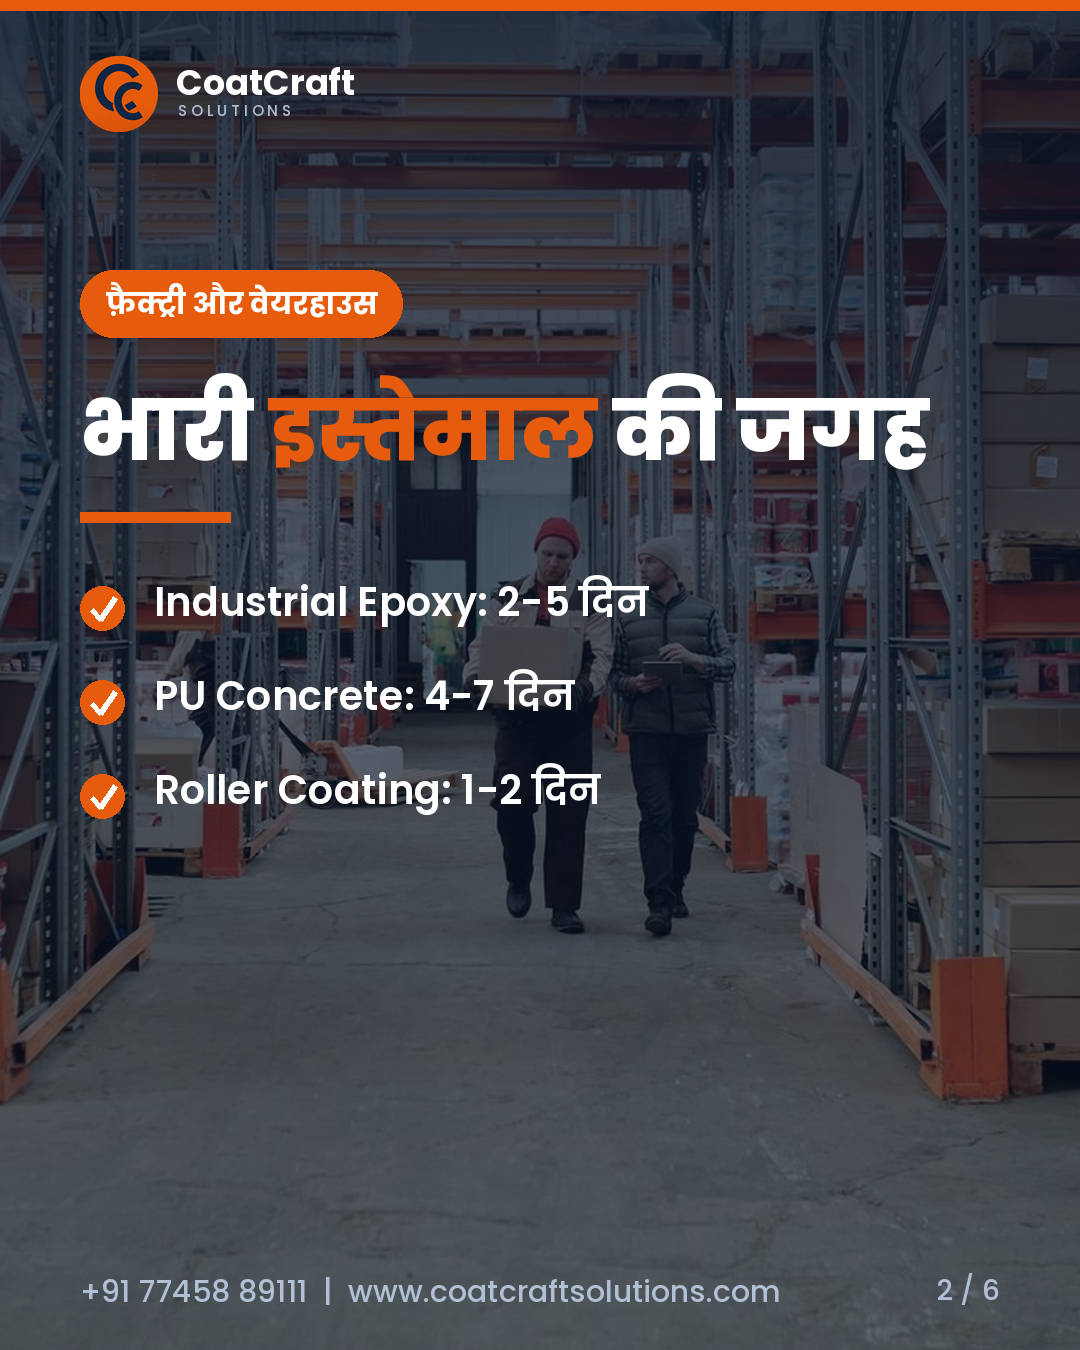 CoatCraft
SOLUTIONS
फ़ैक्ट्री और वेयरहाउस
भारी इस्तेमाल की जगह
Industrial Epoxy: 2-5 दिन
PU Concrete: 4-7 दिन
Roller Coating: 1-2 दिन
+91 77458 89111 | www.coatcraftsolutions.com
2 / 6